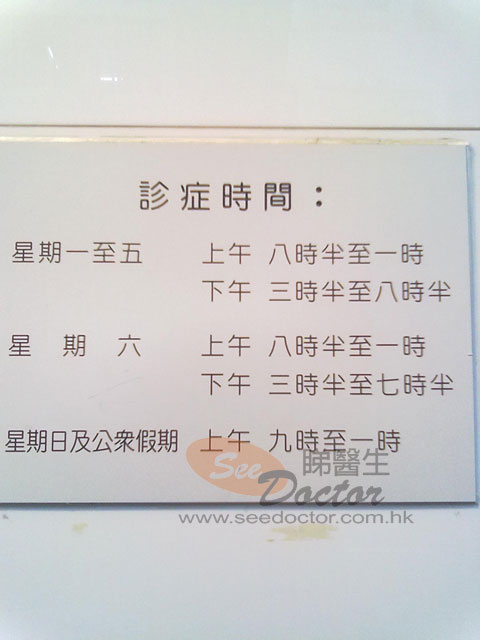 診症時間：
星期一至五 上午 八時半至一時
下午 三時半至八時半
星期六 上午 八時半至一時
下午 三時半至七時半
星期日及公眾假期 上午 九時至一時
See Doctor 睇醫生
www.seedoctor.com.hk